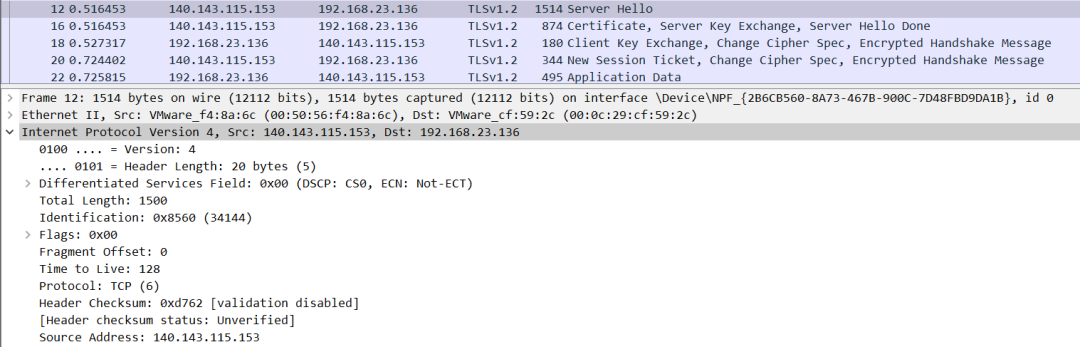 12 0.516453 140.143.115.153 192.168.23.136 TLSv1.2 1514 Server Hello
16 0.516453 140.143.115.153 192.168.23.136 TLSv1.2 874 Certificate, Server Key Exchange, Server Hello Done
18 0.527317 192.168.23.136 140.143.115.153 TLSv1.2 180 Client Key Exchange, Change Cipher Spec, Encrypted Handshake Message
20 0.724402 140.143.115.153 192.168.23.136 TLSv1.2 344 New Session Ticket, Change Cipher Spec, Encrypted Handshake Message
22 0.725815 192.168.23.136 140.143.115.153 TLSv1.2 495 Application Data
Frame 12: 1514 bytes on wire (12112 bits), 1514 bytes captured (12112 bits) on interface \Device\NPF_{2B6CB560-8A73-467B-900C-7D48FBD9DA1B}, id 0
Ethernet II, Src: VMware_f4:8a:6c (00:50:56:f4:8a:6c), Dst: VMware_cf:59:2c (00:0c:29:cf:59:2c)
Internet Protocol Version 4, Src: 140.143.115.153, Dst: 192.168.23.136
0100 .... = Version: 4
.... 0101 = Header Length: 20 bytes (5)
Differentiated Services Field: 0x00 (DSCP: CS0, ECN: Not-ECT)
Total Length: 1500
Identification: 0x8560 (34144)
Flags: 0x00
Fragment Offset: 0
Time to Live: 128
Protocol: TCP (6)
Header Checksum: 0xd762 [validation disabled]
[Header checksum status: Unverified]
Source Address: 140.143.115.153